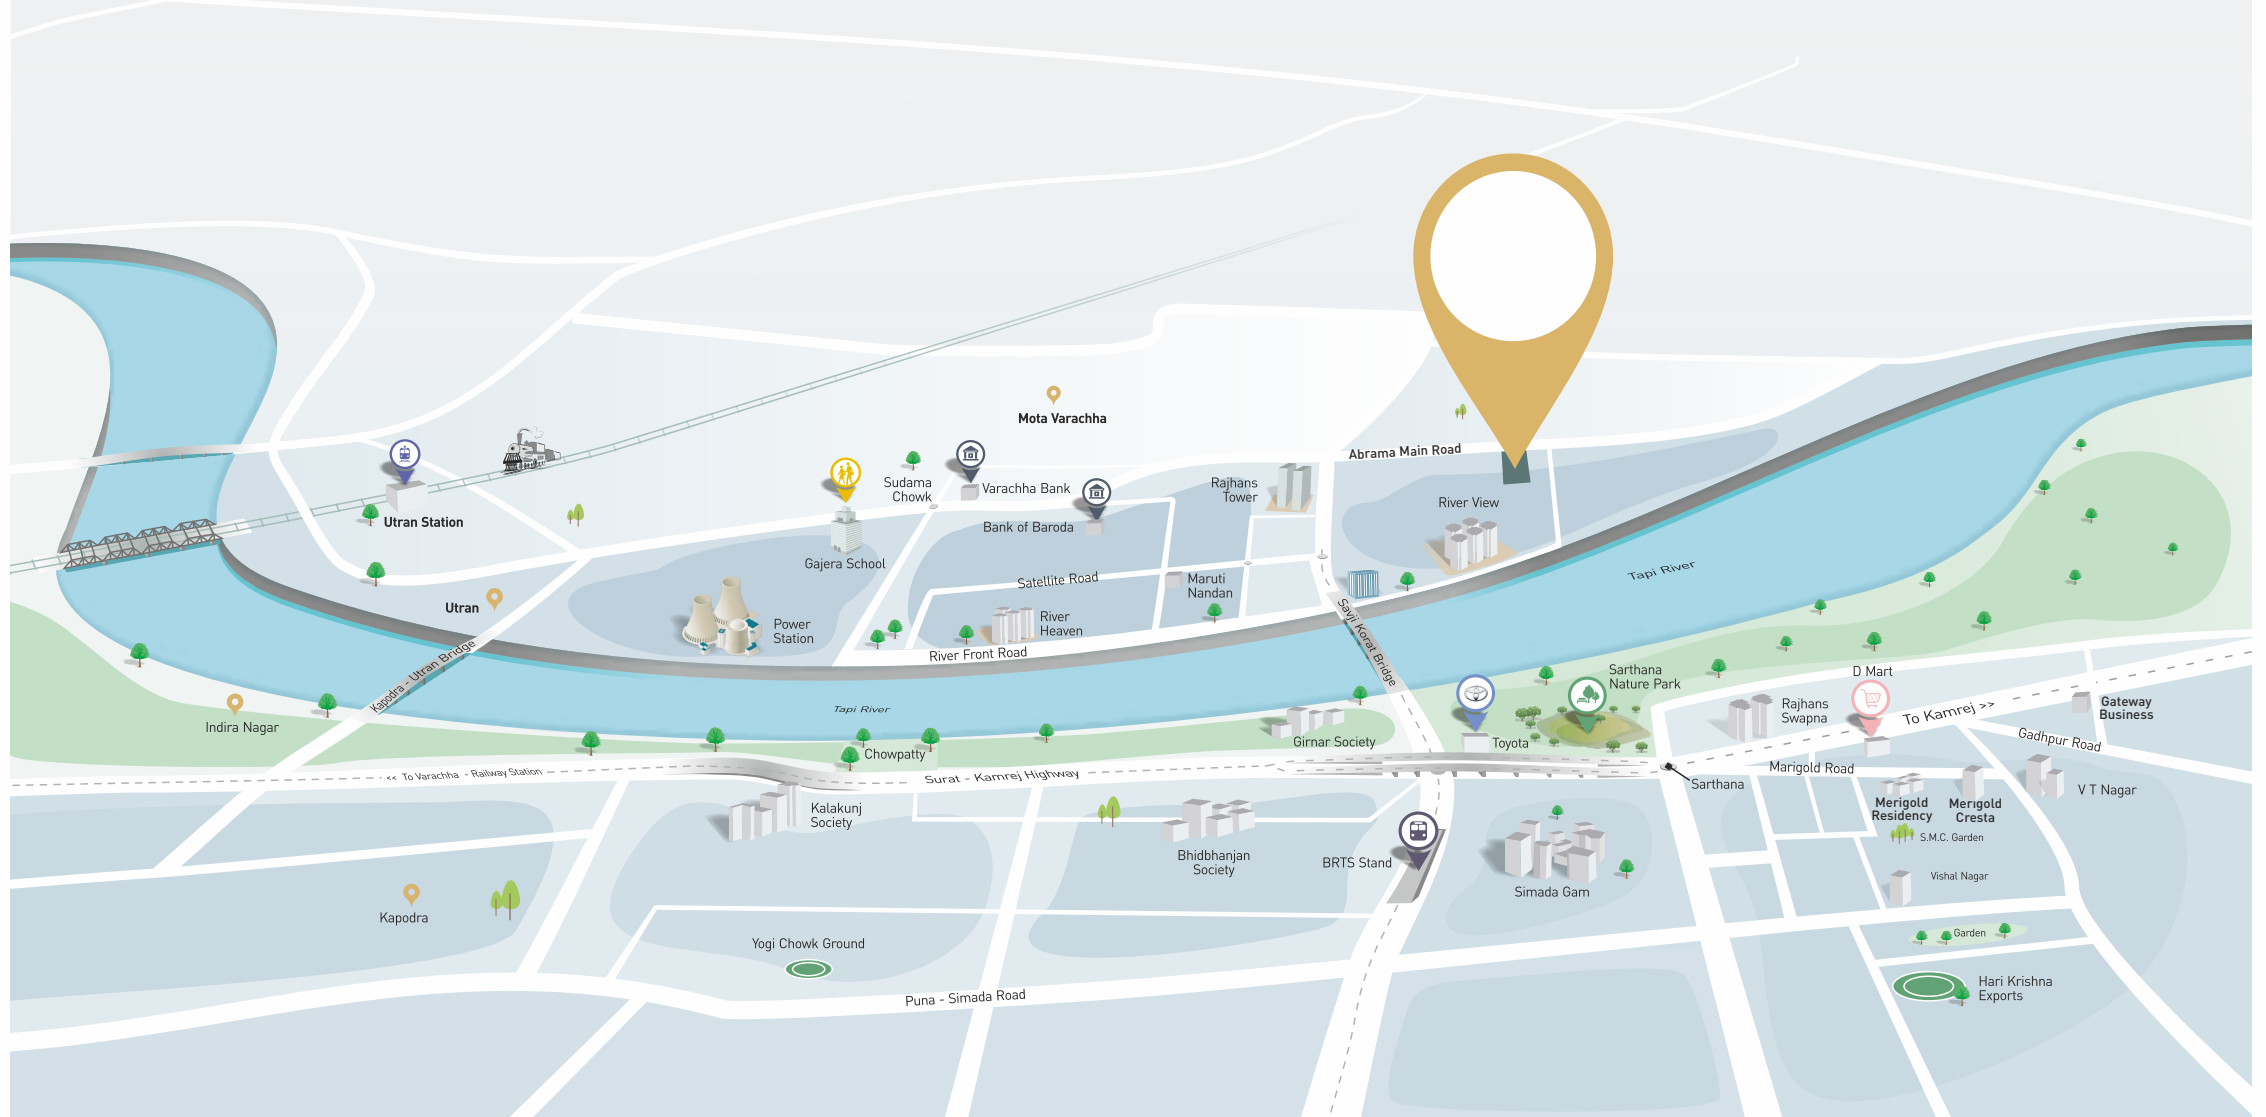 Mota Varachha
Abrama Main Road
Sudama
Chowk
Varachha Bank
Rajhans
Tower
River View
Utran Station
Bank of Baroda
Gajera School
Satellite Road
Maruti
Nandan
Tapi River
Utran
Power
Station
River
Heaven
River Front Road
Savji Korat Bridge
Kapodra - Utran Bridge
Sarthana
Nature Park
D Mart
Indira Nagar
Tapi River
Rajhans
Swapna
To Kamrej >>
Gateway
Business
Chowpatty
Girnar Society
Toyota
Gadhpur Road
<< To Varachha - Railway Station
Surat - Kamrej Highway
Marigold Road
Sarthana
V T Nagar
Kalakunj
Society
Merigold
Residency
Merigold
Cresta
S.M.C. Garden
Bhidbhanjan
Society
BRTS Stand
Simada Gam
Vishal Nagar
Kapodra
Yogi Chowk Ground
Garden
Puna - Simada Road
Hari Krishna
Exports